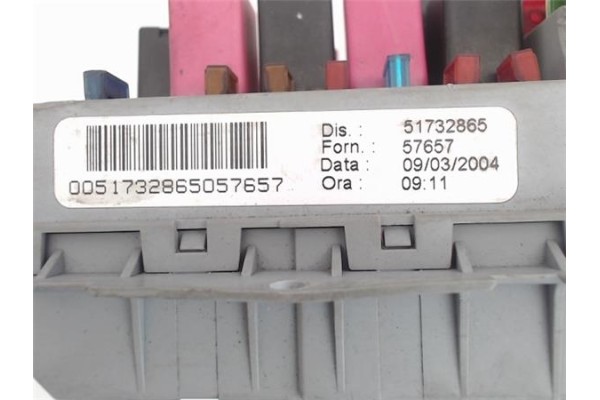 Dis. : 51732865
Forn. : 57657
Data : 09/03/2004
Ora : 09:11
0051732865057657